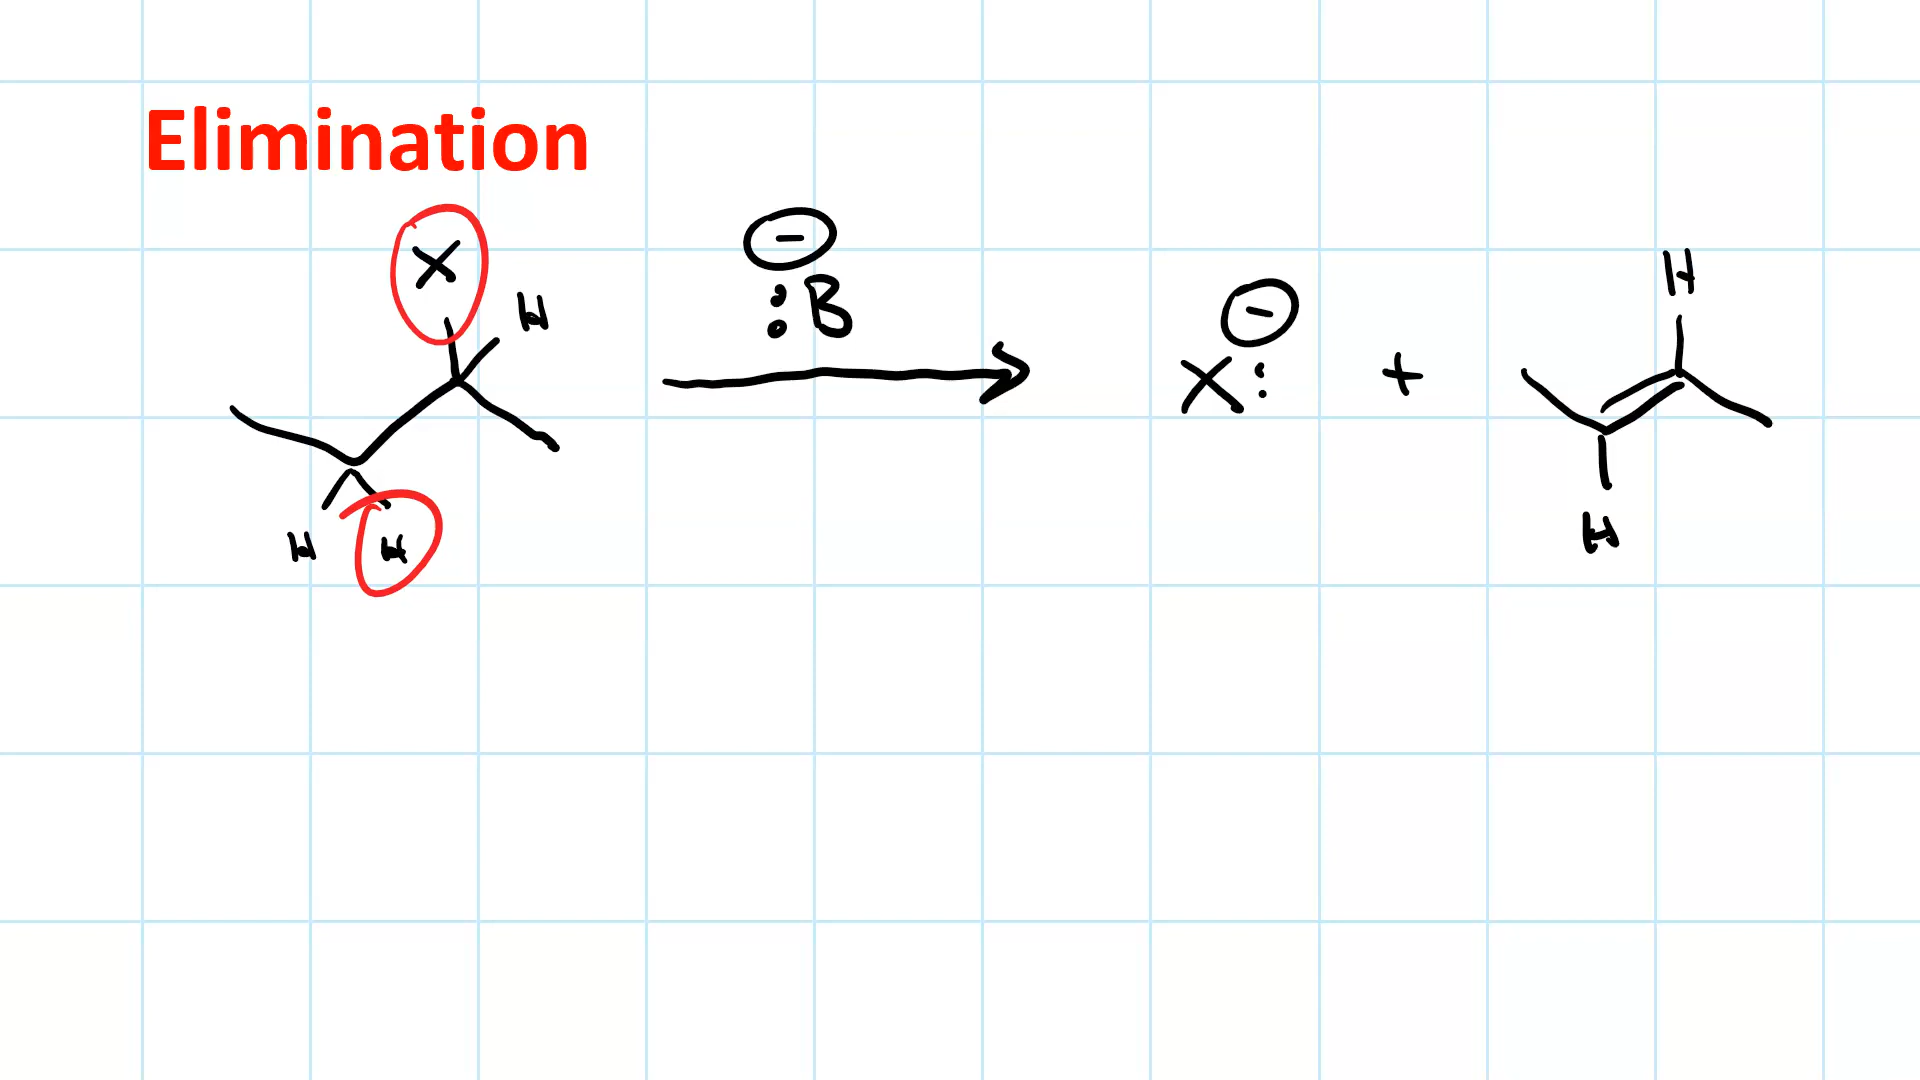 Elimination
X H
H H
⊖
:B
⊖
X: +
H
H